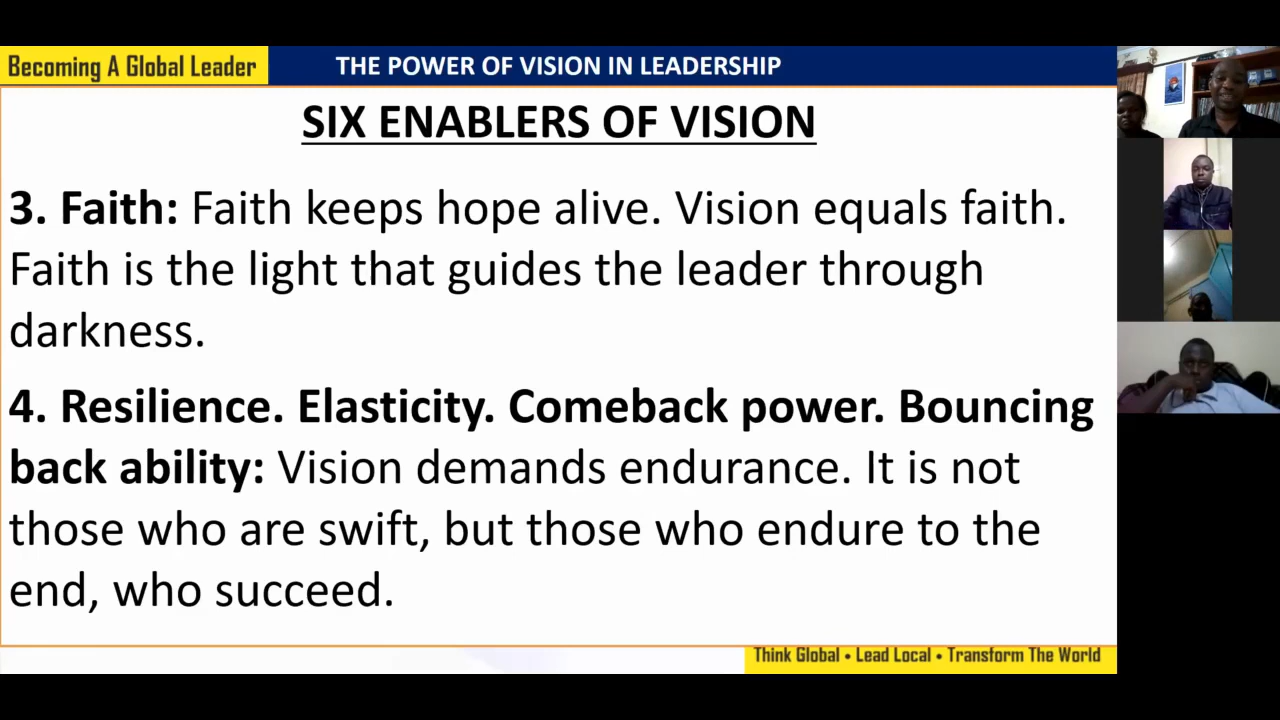 Becoming A Global Leader
THE POWER OF VISION IN LEADERSHIP
SIX ENABLERS OF VISION
3. Faith: Faith keeps hope alive. Vision equals faith.
Faith is the light that guides the leader through
darkness.
4. Resilience. Elasticity. Comeback power. Bouncing
back ability: Vision demands endurance. It is not
those who are swift, but those who endure to the
end, who succeed.
Think Global • Lead Local • Transform The World